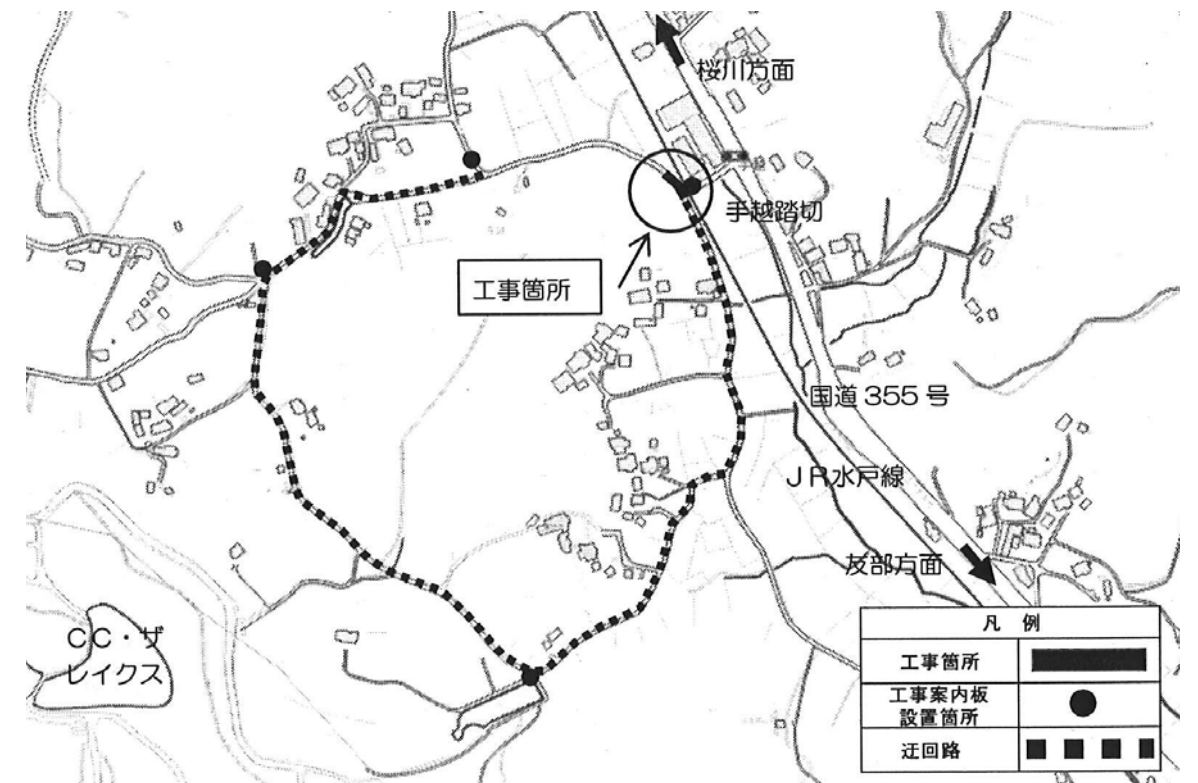 桜川方面
手越踏切
工事箇所
国道355号
JR水戸線
友部方面
CC・ザ
レイクス
凡 例
工事箇所
工事案内板
設置箇所
迂回路